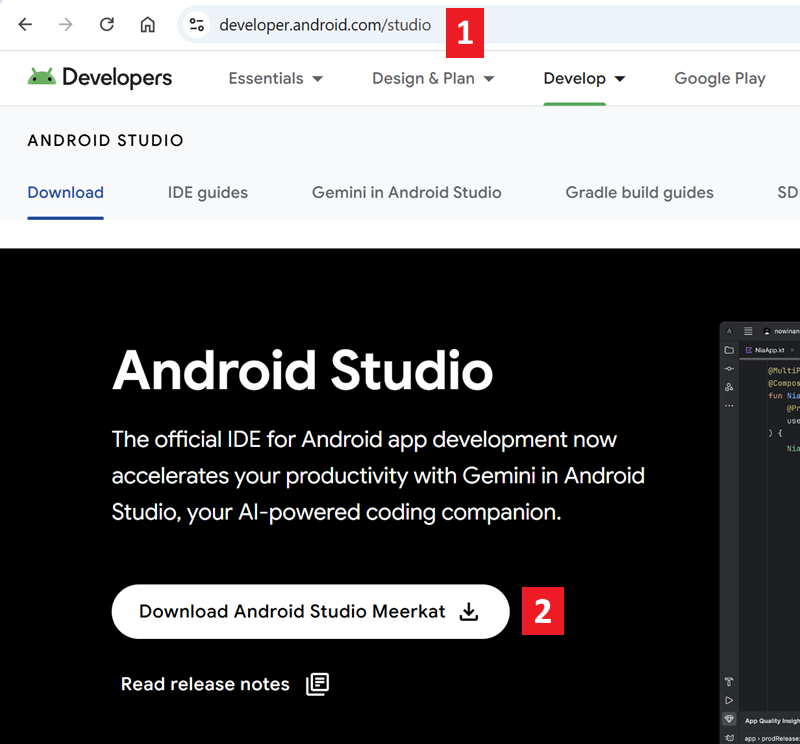 developer.android.com/studio
1
Developers
Essentials
Design & Plan
Develop
Google Play
ANDROID STUDIO
Download
IDE guides
Gemini in Android Studio
Gradle build guides
SD
Android Studio
The official IDE for Android app development now
accelerates your productivity with Gemini in Android
Studio, your AI-powered coding companion.
Download Android Studio Meerkat
2
Read release notes
nowinan
NiaApp.kt
@MultiP
@Compos
fun Nia
@Pr
use
) {
Nia
App Quality Insigh
app › prodRelease: